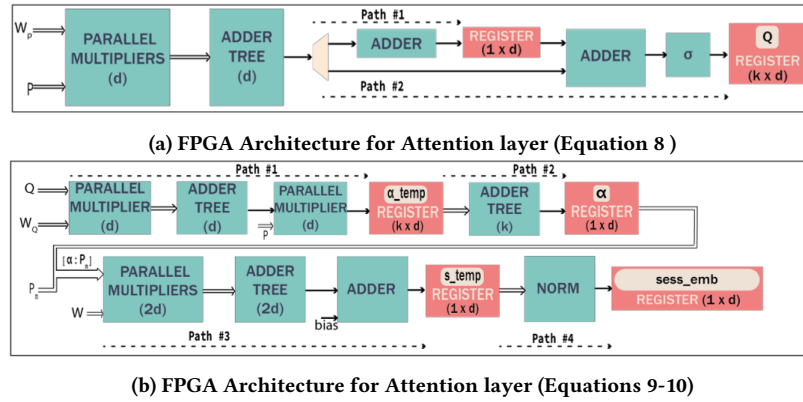 Path #1
W_p
p
PARALLEL
MULTIPLIERS
(d)
ADDER
TREE
(d)
ADDER
REGISTER
(1 x d)
ADDER
σ
Q
REGISTER
(k x d)
Path #2
(a) FPGA Architecture for Attention layer (Equation 8 )
Path #1
Path #2
Q
W_Q
PARALLEL
MULTIPLIER
(d)
ADDER
TREE
(d)
PARALLEL
MULTIPLIER
(d)
p
α_temp
REGISTER
(k x d)
ADDER
TREE
(k)
α
REGISTER
(1 x d)
[α:P_n]
P_n
W
PARALLEL
MULTIPLIERS
(2d)
ADDER
TREE
(2d)
ADDER
bias
s_temp
REGISTER
(1 x d)
NORM
sess_emb
REGISTER (1 x d)
Path #3
Path #4
(b) FPGA Architecture for Attention layer (Equations 9-10)